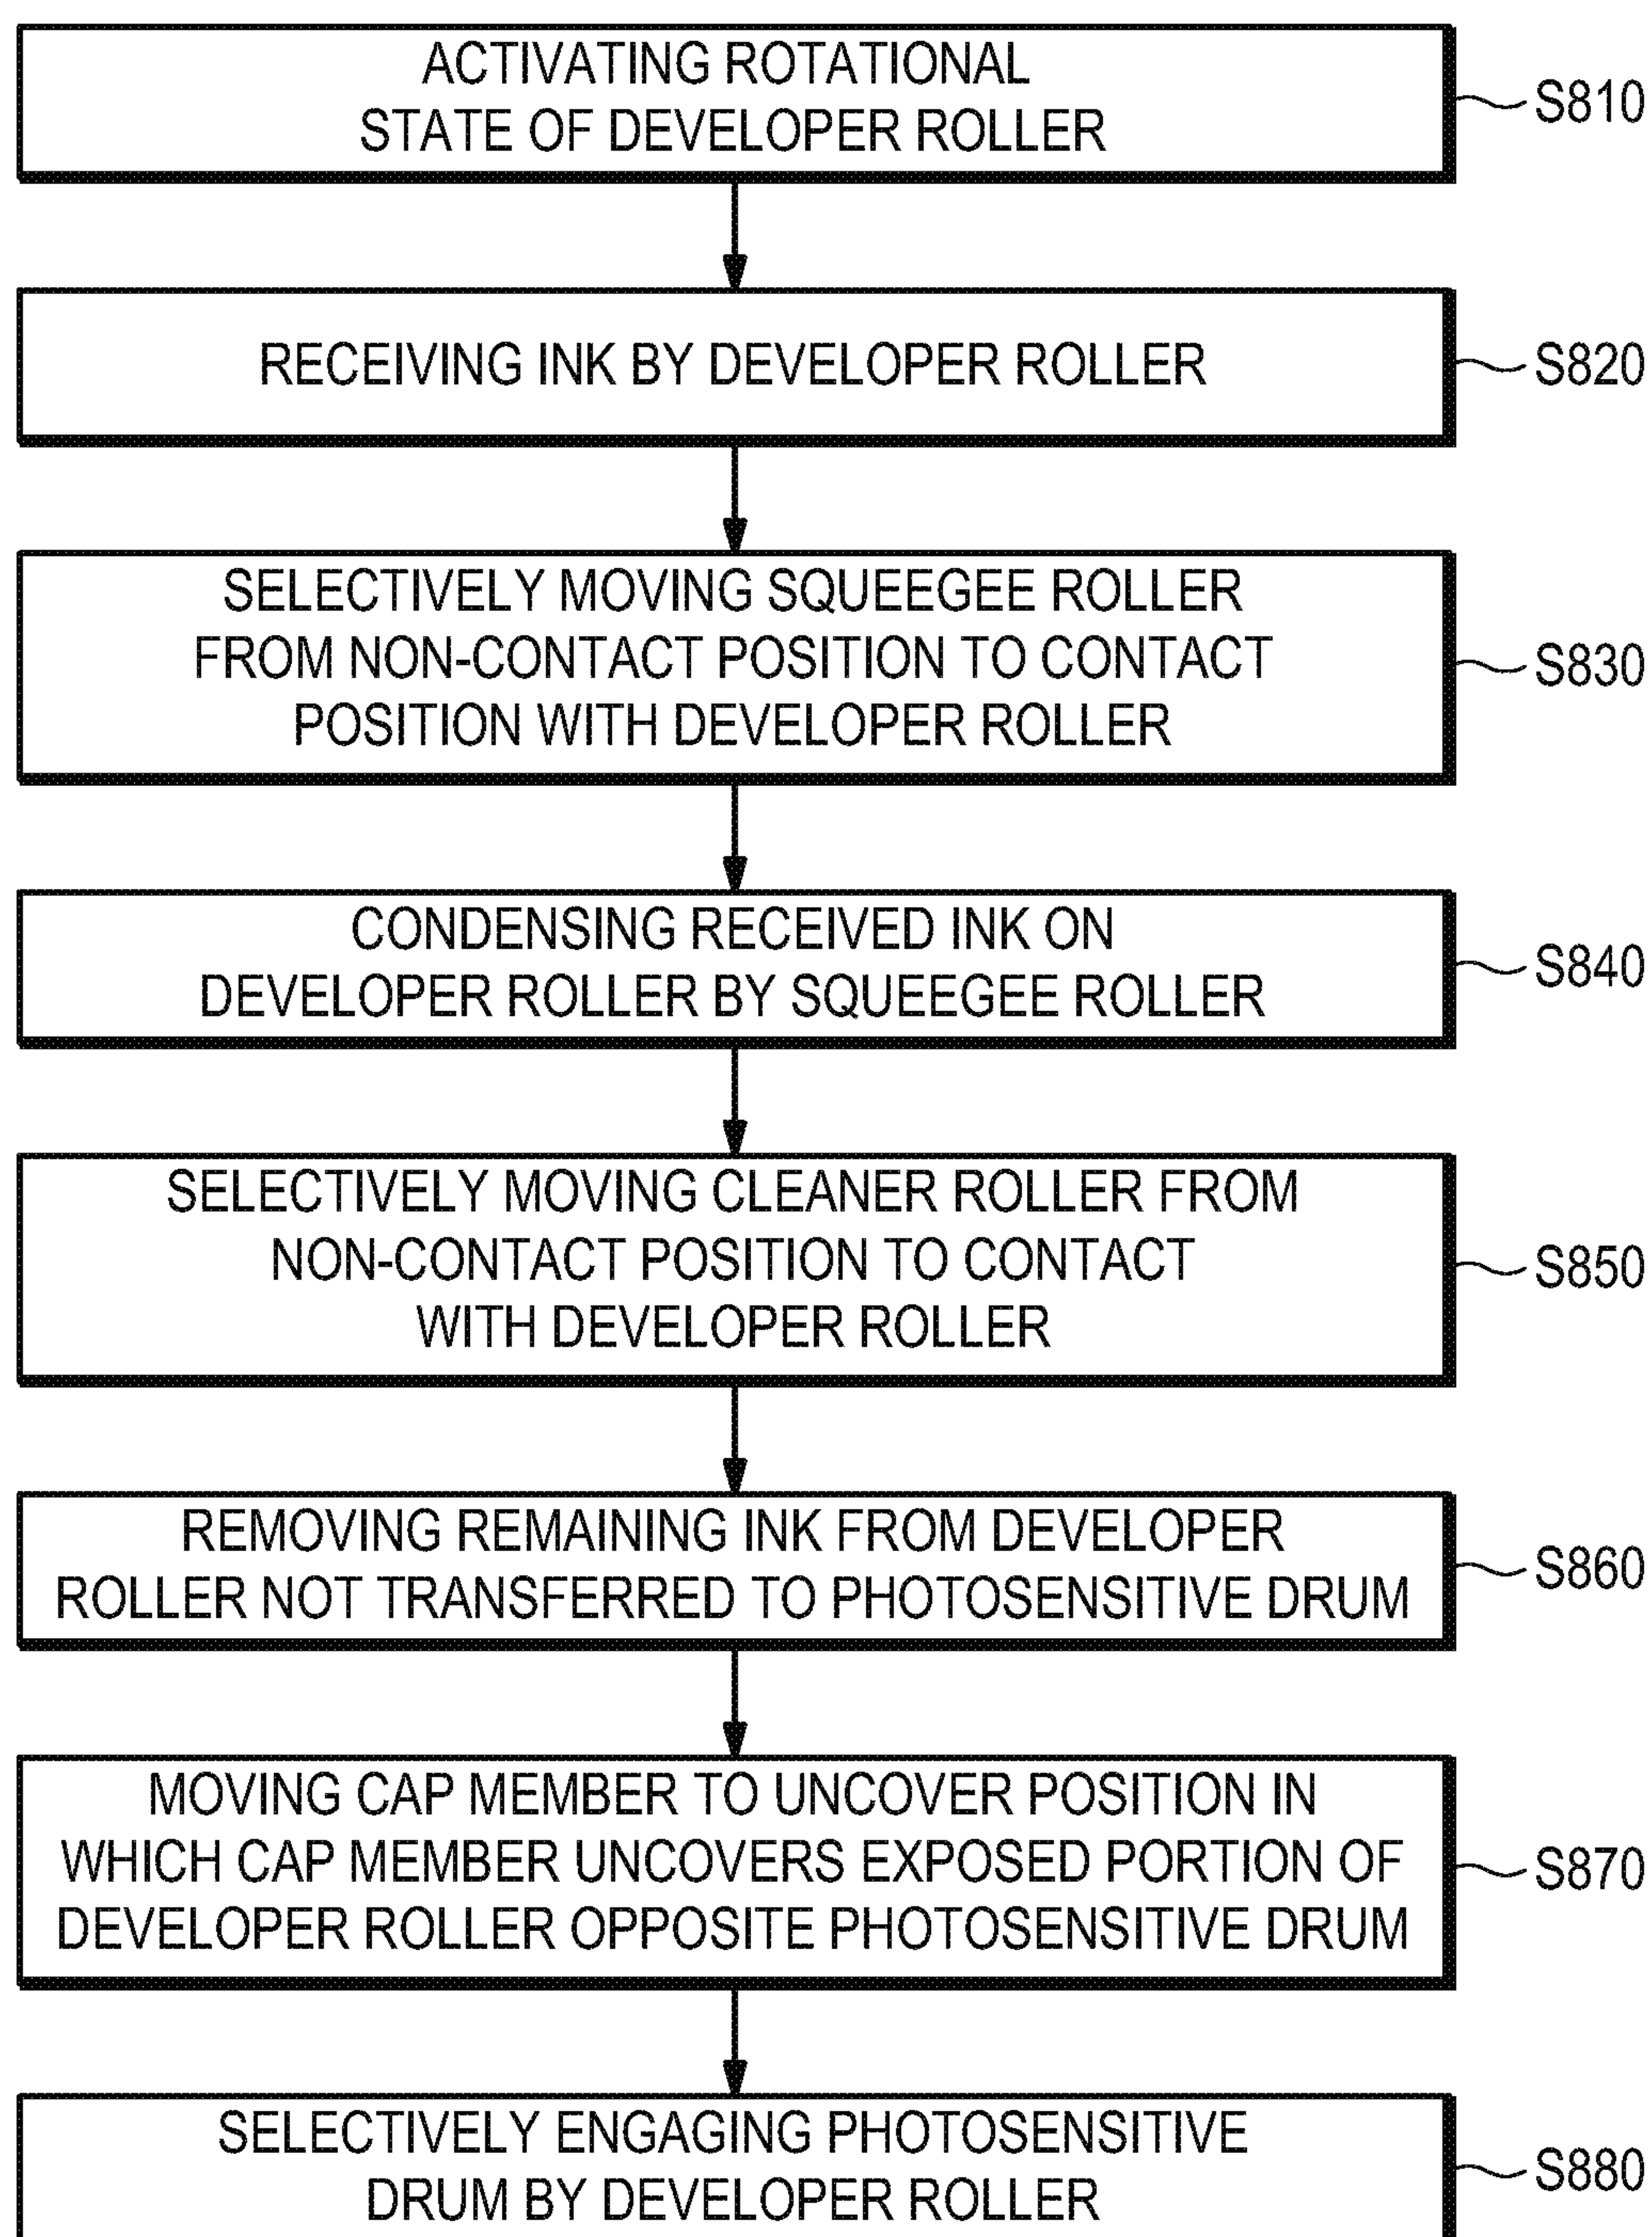 ACTIVATING ROTATIONAL
STATE OF DEVELOPER ROLLER
S810
RECEIVING INK BY DEVELOPER ROLLER
S820
SELECTIVELY MOVING SQUEEGEE ROLLER
FROM NON-CONTACT POSITION TO CONTACT
POSITION WITH DEVELOPER ROLLER
S830
CONDENSING RECEIVED INK ON
DEVELOPER ROLLER BY SQUEEGEE ROLLER
S840
SELECTIVELY MOVING CLEANER ROLLER FROM
NON-CONTACT POSITION TO CONTACT
WITH DEVELOPER ROLLER
S850
REMOVING REMAINING INK FROM DEVELOPER
ROLLER NOT TRANSFERRED TO PHOTOSENSITIVE DRUM
S860
MOVING CAP MEMBER TO UNCOVER POSITION IN
WHICH CAP MEMBER UNCOVERS EXPOSED PORTION OF
DEVELOPER ROLLER OPPOSITE PHOTOSENSITIVE DRUM
S870
SELECTIVELY ENGAGING PHOTOSENSITIVE
DRUM BY DEVELOPER ROLLER
S880